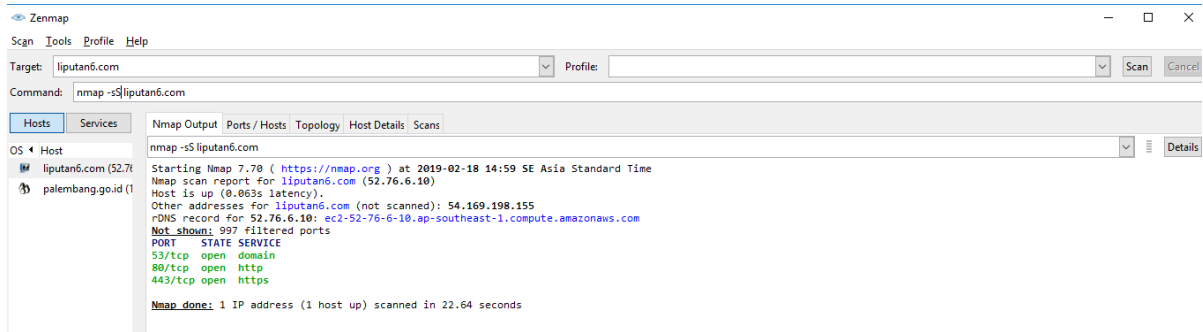 Zenmap
Scan Tools Profile Help
Target: liputan6.com Profile: Scan Cancel
Command: nmap -sS liputan6.com
Hosts Services Nmap Output Ports / Hosts Topology Host Details Scans
OS Host nmap -sS liputan6.com Details
liputan6.com (52.76
palembang.go.id (1
Starting Nmap 7.70 ( https://nmap.org ) at 2019-02-18 14:59 SE Asia Standard Time
Nmap scan report for liputan6.com (52.76.6.10)
Host is up (0.063s latency).
Other addresses for liputan6.com (not scanned): 54.169.198.155
rDNS record for 52.76.6.10: ec2-52-76-6-10.ap-southeast-1.compute.amazonaws.com
Not shown: 997 filtered ports
PORT STATE SERVICE
53/tcp open domain
80/tcp open http
443/tcp open https
Nmap done: 1 IP address (1 host up) scanned in 22.64 seconds